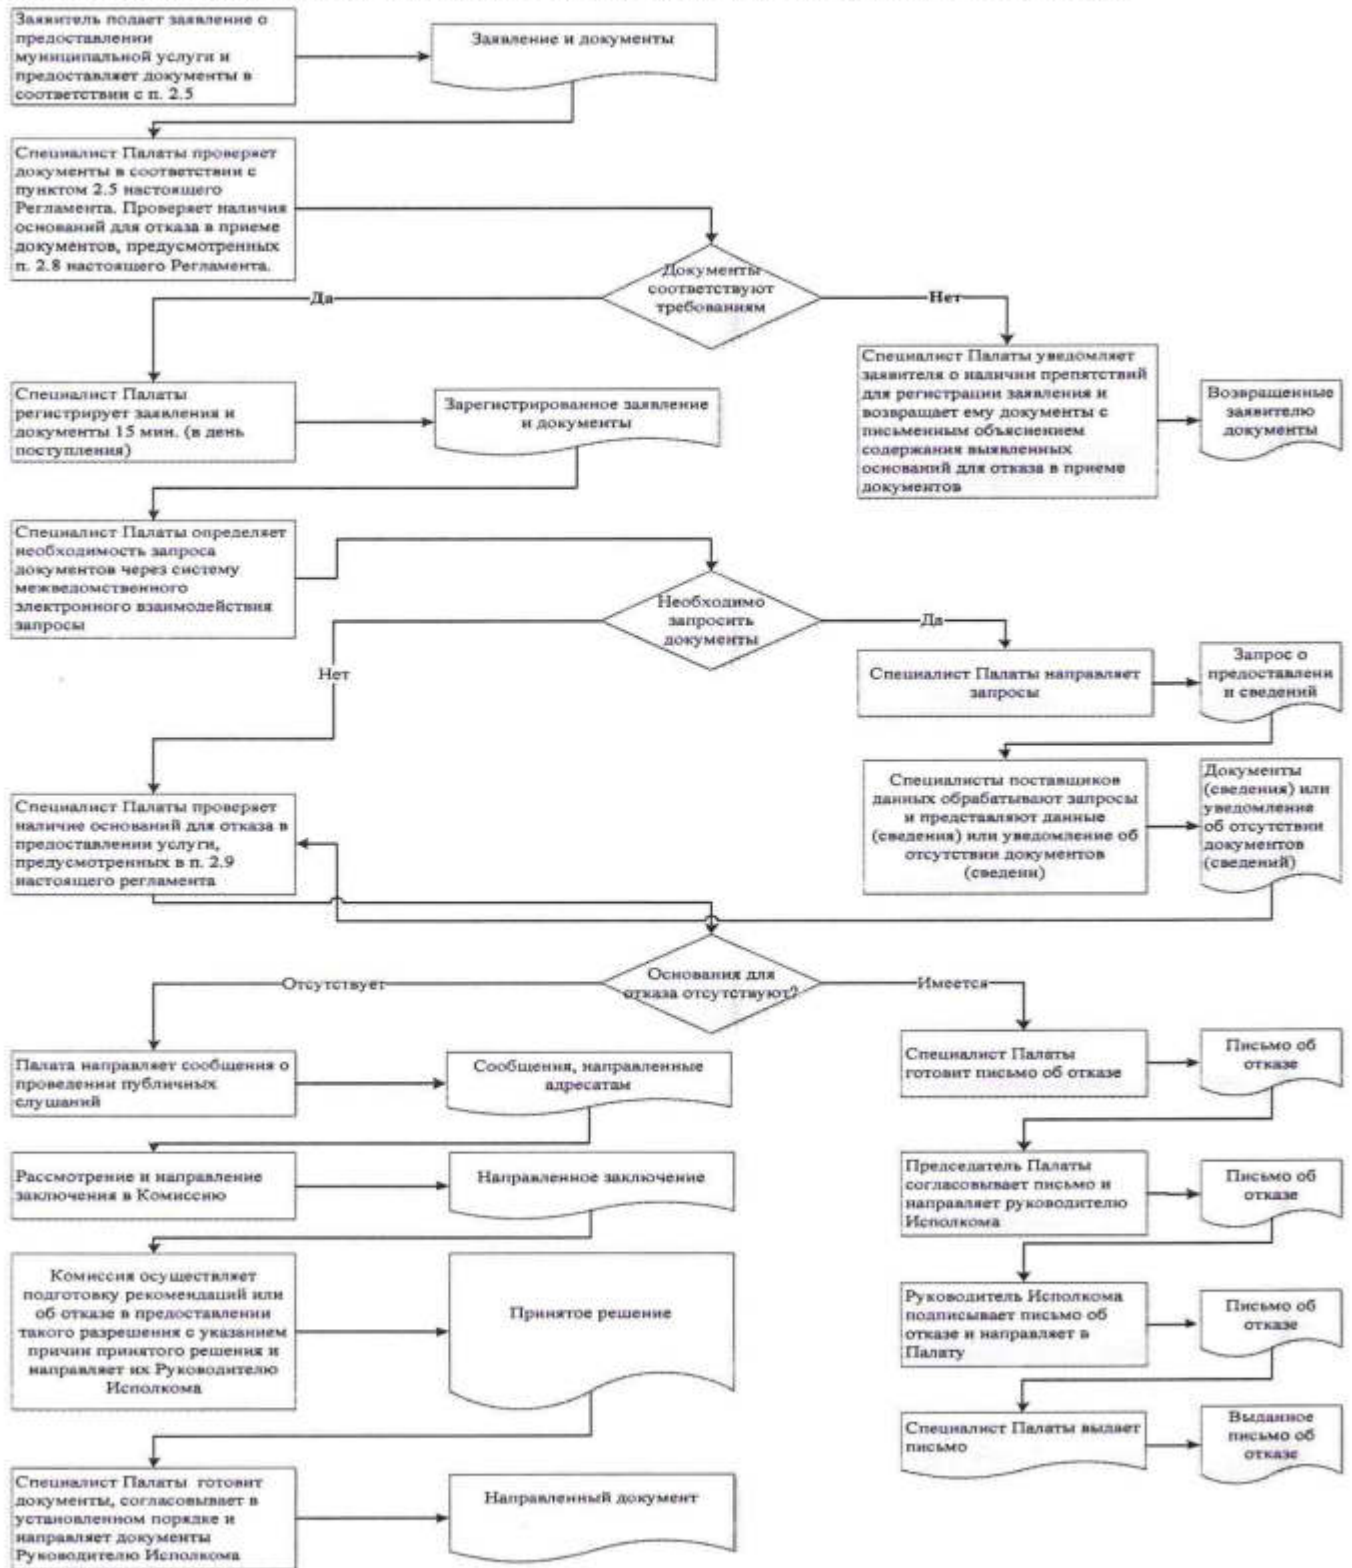 Заявитель подает заявление о
предоставлении
муниципальной услуги и
предоставляет документы в
соответствии с п. 2.5
Заявление и документы
Специалист Палаты проверяет
документы в соответствии с
пунктом 2.5 настоящего
Регламента. Проверяет наличия
оснований для отказа в приеме
документов, предусмотренных
п. 2.8 настоящего Регламента.
Документы
соответствуют
требованиям
Да
Нет
Специалист Палаты
регистрирует заявления и
документы 15 мин. (в день
поступления)
Зарегистрированное заявление
и документы
Специалист Палаты уведомляет
заявителя о наличии препятствий
для регистрации заявления и
возвращает ему документы с
письменным объяснением
содержания выявленных
оснований для отказа в приеме
документов
Возвращенные
заявителю
документы
Специалист Палаты определяет
необходимость запроса
документов через систему
межведомственного
электронного взаимодействия
запросы
Необходимо
запросить
документы
Да
Нет
Специалист Палаты направляет
запросы
Запрос о
предоставлени
и сведений
Специалисты поставщиков
данных обрабатывают запросы
и представляют данные
(сведения) или уведомление об
отсутствии документов
(сведени)
Документы
(сведения) или
уведомление
об отсутствии
документов
(сведений)
Специалист Палаты проверяет
наличие оснований для отказа в
предоставлении услуги,
предусмотренных в п. 2.9
настоящего регламента
Основания для
отказа отсутствуют?
Отсутствует
Имеется
Палата направляет сообщения о
проведении публичных
слушаний
Сообщения, направленные
адресатам
Специалист Палаты
готовит письмо об отказе
Письмо об
отказе
Рассмотрение и направление
заключения в Комиссию
Направленное заключение
Председатель Палаты
согласовывает письмо и
направляет руководителю
Исполкома
Письмо об
отказе
Комиссия осуществляет
подготовку рекомендаций или
об отказе в предоставлении
такого разрешения с указанием
причин принятого решения и
направляет их Руководителю
Исполкома
Принятое решение
Руководитель Исполкома
подписывает письмо об
отказе и направляет в
Палату
Письмо об
отказе
Специалист Палаты выдает
письмо
Выданное
письмо об
отказе
Специалист Палаты готовит
документы, согласовывает в
установленном порядке и
направляет документы
Руководителю Исполкома
Направленный документ